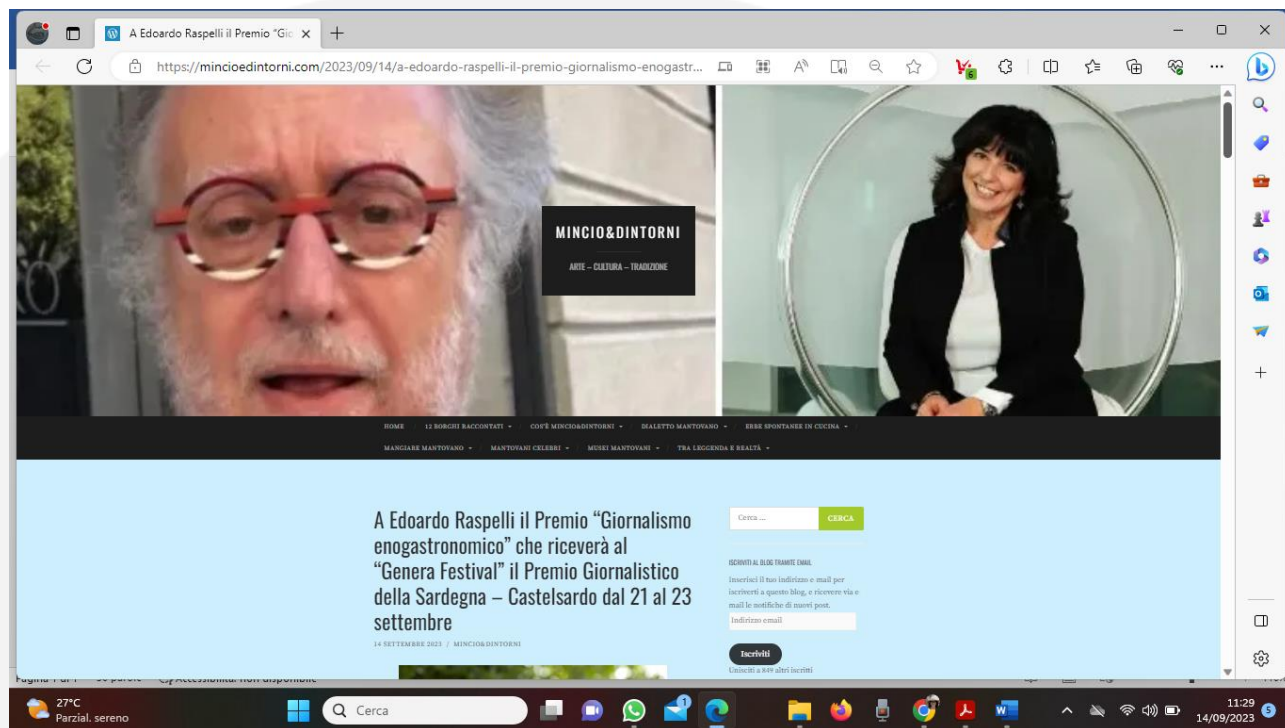 A Edoardo Raspelli il Premio "Gio
https://mincioedintorni.com/2023/09/14/a-edoardo-raspelli-il-premio-giornalismo-enogastr...
6
MINCIO&DINTORNI
ARTE – CULTURA – TRADIZIONE
HOME / 12 BORGHI RACCONTATI / COS'È MINCIO&DINTORNI / DIALETTO MANTOVANO / ERBE SPONTANEE IN CUCINA /
MANGIARE MANTOVANO / MANTOVANI CELEBRI / MUSEI MANTOVANI / TRA LEGGENDA E REALTÀ
A Edoardo Raspelli il Premio “Giornalismo
enogastronomico” che riceverà al
“Genera Festival” il Premio Giornalistico
della Sardegna – Castelsardo dal 21 al 23
settembre
14 SETTEMBRE 2023 / MINCIO&DINTORNI
Cerca ...
CERCA
ISCRIVITI AL BLOG TRAMITE EMAIL
Inserisci il tuo indirizzo e-mail per
iscriverti a questo blog, e ricevere via e-
mail le notifiche di nuovi post.
Indirizzo email
Iscriviti
Unisciti a 849 altri iscritti
27°C
Parzial. sereno
Cerca
1
11:29
14/09/2023
5